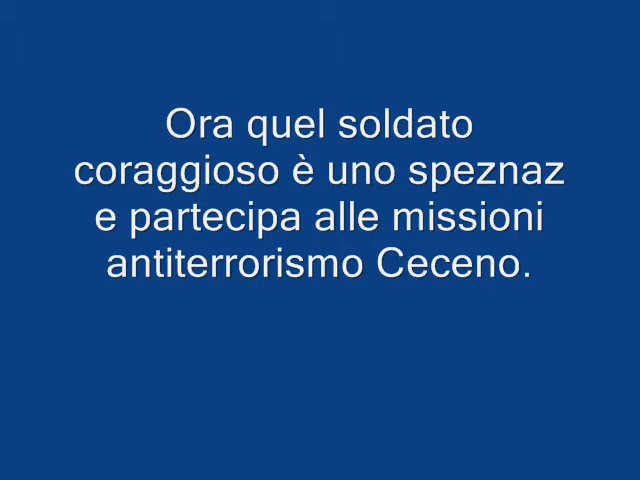 Ora quel soldato
coraggioso è uno speznaz
e partecipa alle missioni
antiterrorismo Ceceno.